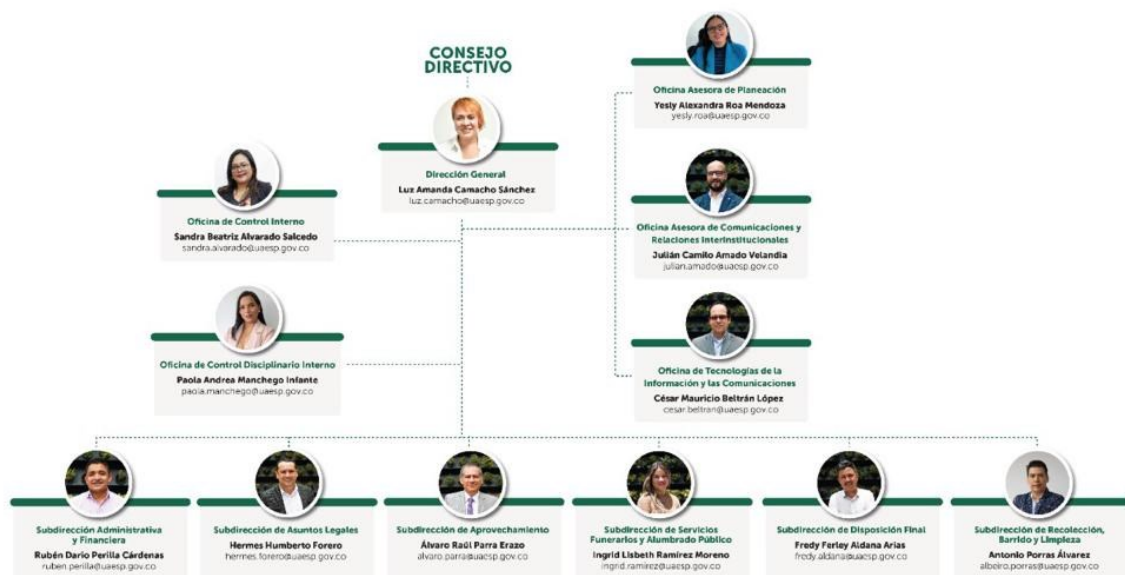 CONSEJO
DIRECTIVO
Dirección General
Luz Amanda Camacho Sánchez
luz.camacho@uaesp.gov.co
Oficina Asesora de Planeación
Yesly Alexandra Roa Mendoza
yesly.roa@uaesp.gov.co
Oficina de Control Interno
Sandra Beatriz Alvarado Salcedo
sandra.alvarado@uaesp.gov.co
Oficina Asesora de Comunicaciones y
Relaciones Interinstitucionales
Julián Camilo Amado Velandia
julian.amado@uaesp.gov.co
Oficina de Control Disciplinario Interno
Paola Andrea Manchego Infante
paola.manchego@uaesp.gov.co
Oficina de Tecnologías de la
Información y las Comunicaciones
César Mauricio Beltrán López
cesar.beltran@uaesp.gov.co
Subdirección Administrativa
y Financiera
Rubén Dario Perilla Cárdenas
ruben.perilla@uaesp.gov.co
Subdirección de Asuntos Legales
Hermes Humberto Forero
hermes.forero@uaesp.gov.co
Subdirección de Aprovechamiento
Álvaro Raúl Parra Erazo
alvaro.parra@uaesp.gov.co
Subdirección de Servicios
Funerarios y Alumbrado Público
Ingrid Lisbeth Ramírez Moreno
ingrid.ramirez@uaesp.gov.co
Subdirección de Disposición Final
Fredy Ferley Aldana Arias
fredy.aldana@uaesp.gov.co
Subdirección de Recolección,
Barrido y Limpieza
Antonio Porras Álvarez
albeiro.porras@uaesp.gov.co